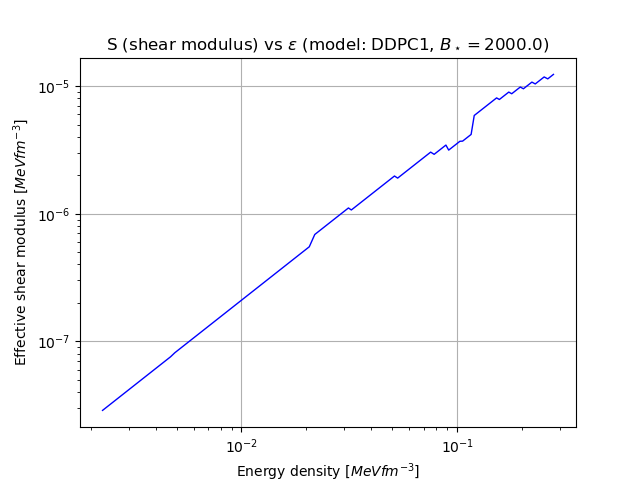 S (shear modulus) vs ε (model: DDPC1, B⋆ = 2000.0)
Effective shear modulus [MeVfm⁻³]
10⁻⁵
10⁻⁶
10⁻⁷
10⁻²
10⁻¹
Energy density [MeVfm⁻³]